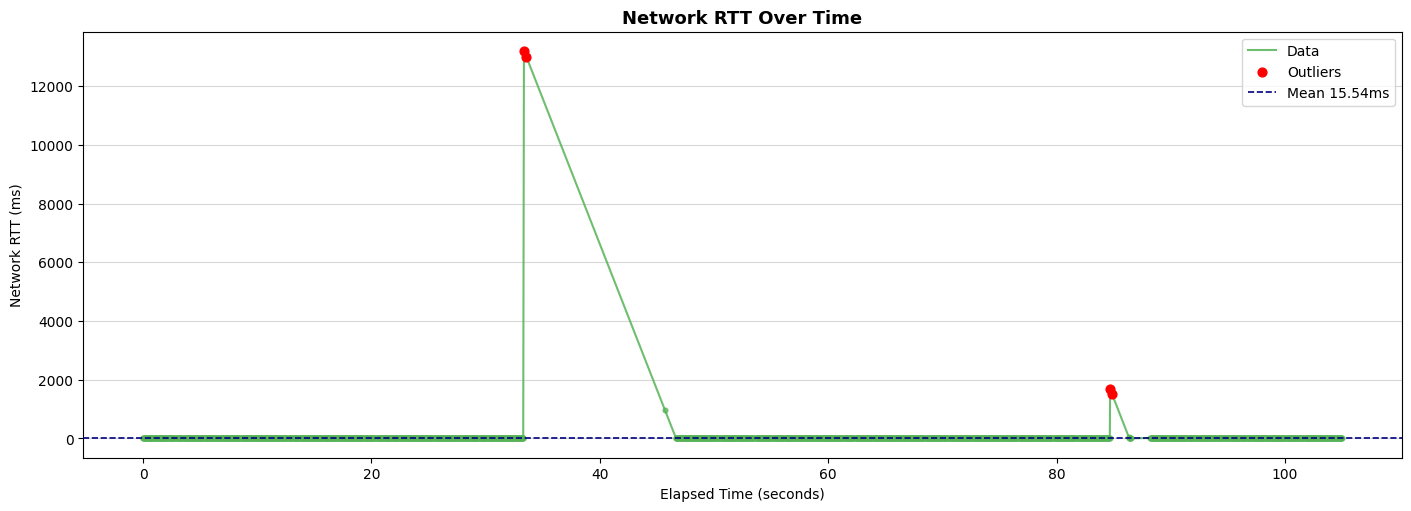 Network RTT Over Time
Data
Outliers
Mean 15.54ms
Network RTT (ms)
12000
10000
8000
6000
4000
2000
0
0 20 40 60 80 100
Elapsed Time (seconds)